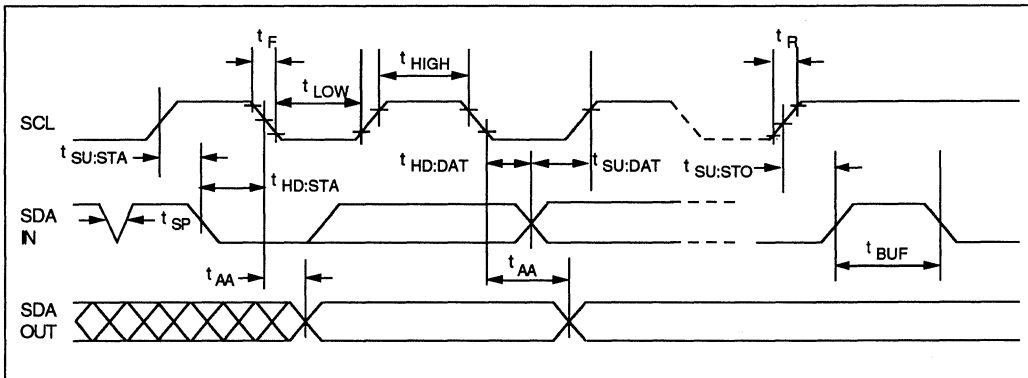 t F
t R
t HIGH
t LOW
SCL
t SU:STA
t HD:STA
t HD:DAT
t SU:DAT
t SU:STO
SDA
IN
t SP
t BUF
t AA
t AA
SDA
OUT